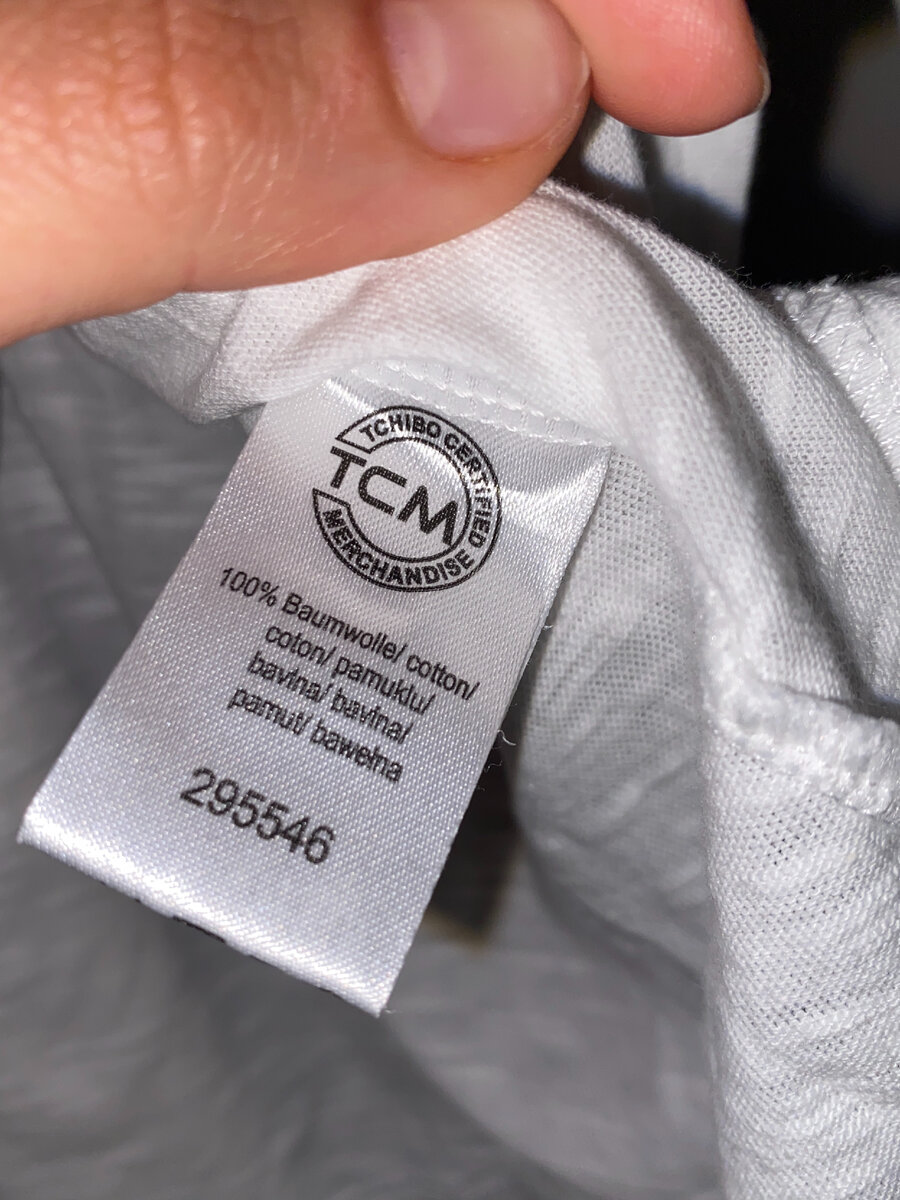 TCHIBO CERTIFIED
TCM
MERCHANDISE
100% Baumwolle/ cotton/
coton/ pamuklu/
bavlna/ bavlna/
pamut/ bawełna
295546